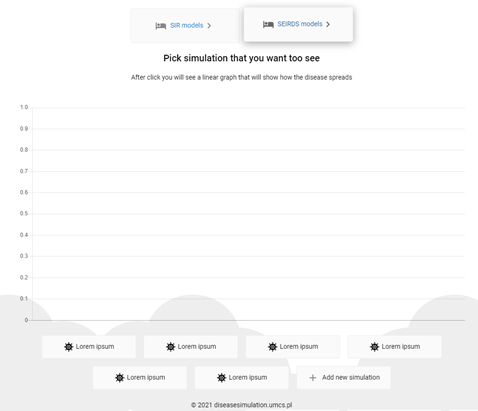 SIR models
SEIRDS models
Pick simulation that you want too see
After click you will see a linear graph that will show how the disease spreads
1.0
0.9
0.8
0.7
0.6
0.5
0.4
0.3
0.2
0.1
0
Lorem ipsum
Lorem ipsum
Lorem ipsum
Lorem ipsum
Lorem ipsum
Lorem ipsum
Add new simulation
© 2021 diseasesimulation.umcs.pl